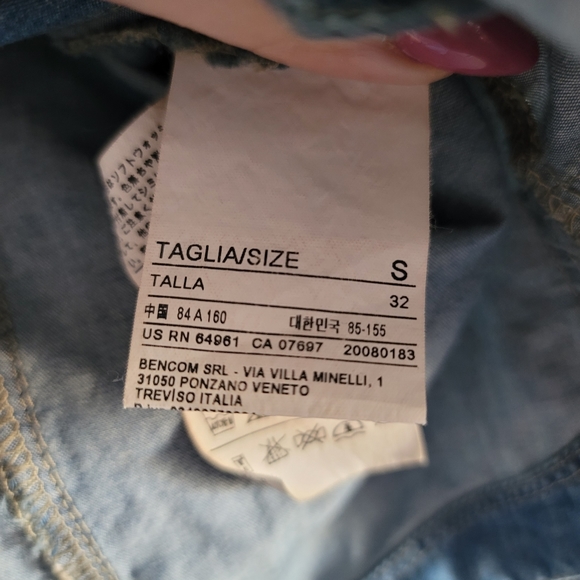 TAGLIA/SIZE S
TALLA 32
中国 84 A 160 대한민국 85-155
US RN 64961 CA 07697 20080183
BENCOM SRL - VIA VILLA MINELLI, 1
31050 PONZANO VENETO
TREVISO ITALIA